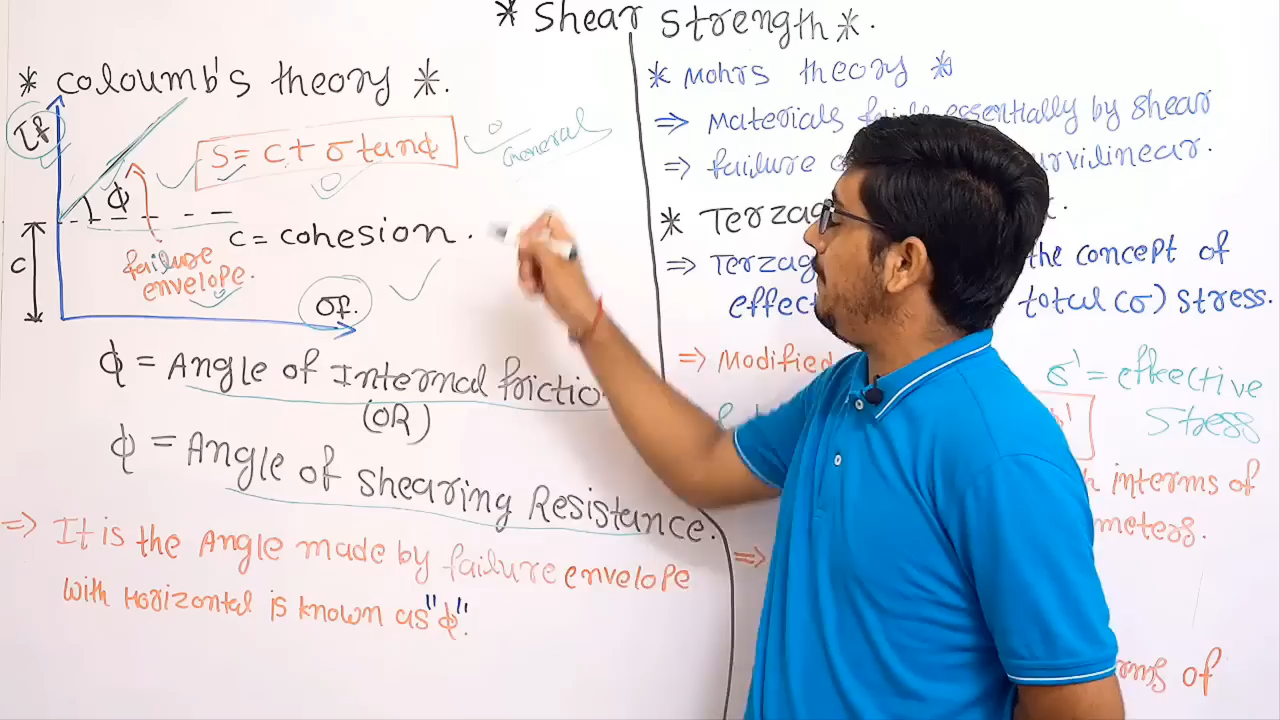 * Shear Strength *.
* Coloumb's theory *.
τf
S = C + σ tanφ
General
φ
C
C = cohesion.
failure
envelope.
σf.
φ = Angle of Internal frictio
(OR)
φ = Angle of shearing Resistance.
⇒ It is the Angle made by failure envelope
with Horizontal is known as "φ".
* Mohrs theory *
⇒ Materials essentially by shear
⇒ failure urvilinear.
* Terzag
⇒ Terzag the concept of
effec total (σ) stress.
⇒ Modified
σ' = effective
Stress
h interms of
meters.
⇒
rms of